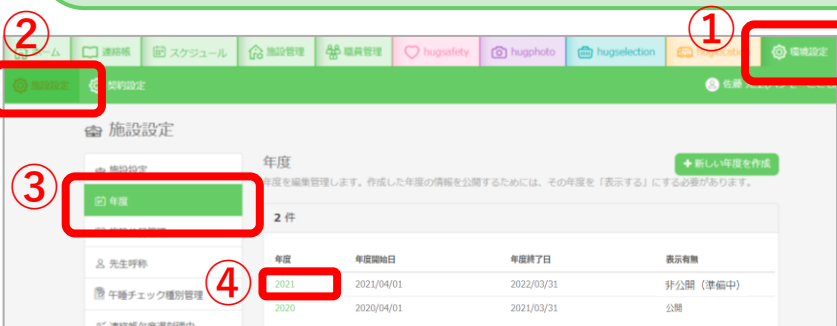 ① ②
ホーム 連絡帳 スケジュール 施設管理 職員管理 hugsafety hugphoto hugselection 環境設定
施設設定 契約設定 佐藤
施設設定
施設設定
年度
+新しい年度を作成
③
年度を編集管理します。作成した年度の情報を公開するためには、その年度を「表示する」にする必要があります。
年度
2 件
先生呼称
年度 年度開始日 年度終了日 表示有無
④
2021 2021/04/01 2022/03/31 非公開（準備中）
午睡チェック種別管理
2020 2020/04/01 2021/03/31 公開